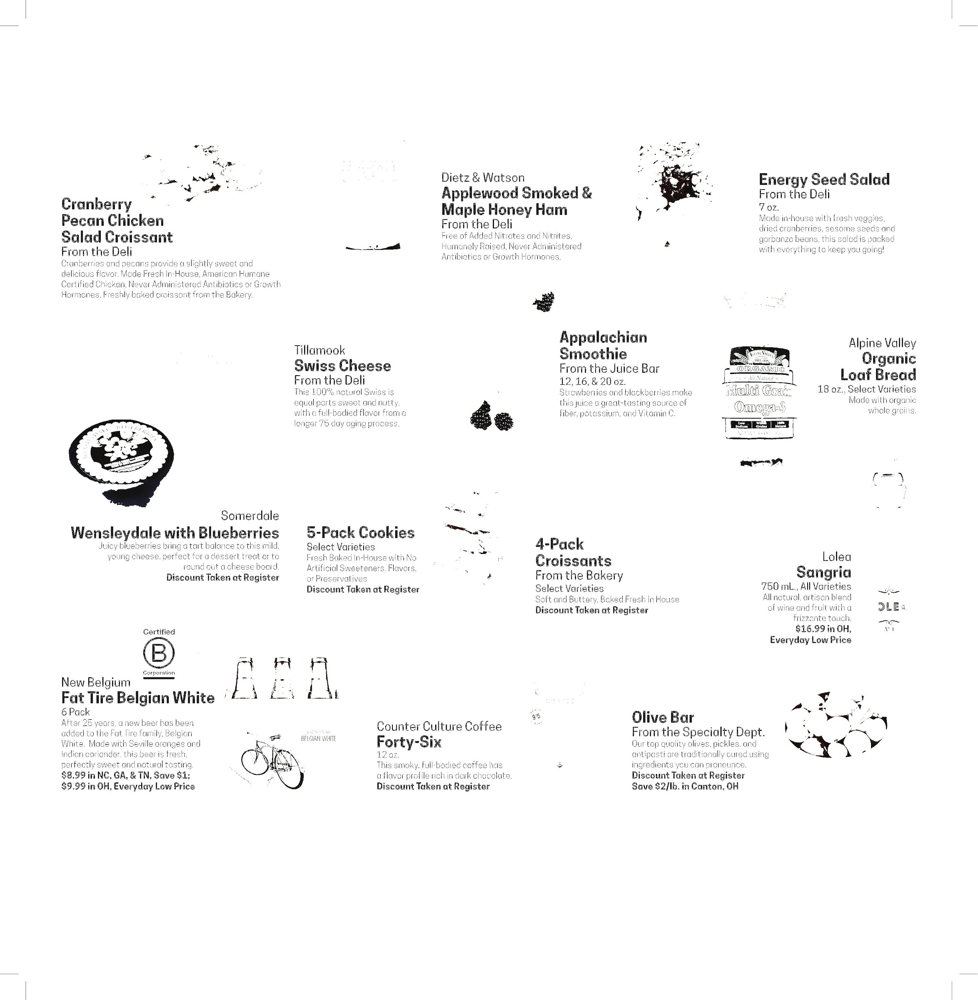 Cranberry
Pecan Chicken
Salad Croissant
From the Deli
Cranberries and pecans provide a slightly sweet and
delicious flavor. Made Fresh In-House, American Humane
Certified Chicken, Never Administered Antibiotics or Growth
Hormones, Freshly baked croissant from the Bakery.
Dietz & Watson
Applewood Smoked &
Maple Honey Ham
From the Deli
Free of Added Nitrates and Nitrites,
Humanely Raised, Never Administered
Antibiotics or Growth Hormones.
Energy Seed Salad
From the Deli
7 oz.
Made in-house with fresh veggies,
dried cranberries, sesame seeds and
garbanzo beans, this salad is packed
with everything to keep you going!
Tillamook
Swiss Cheese
From the Deli
This 100% natural Swiss is
equal parts sweet and nutty,
with a full-bodied flavor from a
longer 75 day aging process.
Appalachian
Smoothie
From the Juice Bar
12, 16, & 20 oz.
Strawberries and blackberries make
this juice a great-tasting source of
fiber, potassium, and Vitamin C.
ALPINE VALLEY
BREADS
ORGANIC
All Natural
Multi Grain
Omega-3
Low Sodium
Whole Grains
100% Natural
Alpine Valley
Organic
Loaf Bread
18 oz., Select Varieties
Made with organic
whole grains.
BLUEBERRIES
Somerdale
Wensleydale with Blueberries
Juicy blueberries bring a tart balance to this mild,
young cheese, perfect for a dessert treat or to
round out a cheese board.
Discount Taken at Register
5-Pack Cookies
Select Varieties
Fresh Baked In-House with No
Artificial Sweeteners, Flavors,
or Preservatives
Discount Taken at Register
4-Pack
Croissants
From the Bakery
Select Varieties
Soft and Buttery, Baked Fresh In House
Discount Taken at Register
Lolea
Sangria
750 mL., All Varieties
All natural, artisan blend
of wine and fruit with a
frizzante touch.
$16.99 in OH,
Everyday Low Price
OLE
Certified
B
Corporation
New Belgium
Fat Tire Belgian White
6 Pack
After 25 years, a new beer has been
added to the Fat Tire family, Belgian
White. Made with Seville oranges and
Indian coriander, this beer is fresh,
perfectly sweet and natural tasting.
$8.99 in NC, GA, & TN, Save $1;
$9.99 in OH, Everyday Low Price
BELGIAN WHITE
Counter Culture Coffee
Forty-Six
12 oz.
This smoky, full-bodied coffee has
a flavor profile rich in dark chocolate.
Discount Taken at Register
9.5
Olive Bar
From the Specialty Dept.
Our top quality olives, pickles, and
antipasti are traditionally cured using
ingredients you can pronounce.
Discount Taken at Register
Save $2/lb. in Canton, OH